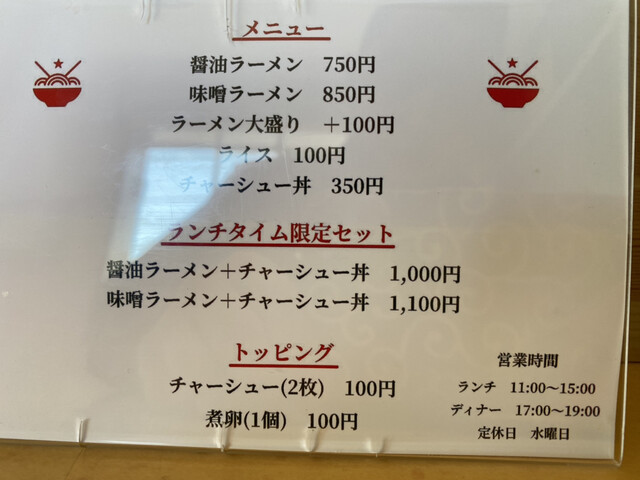 メニュー
醤油ラーメン 750円
味噌ラーメン 850円
ラーメン大盛り +100円
ライス 100円
チャーシュー丼 350円
ランチタイム限定セット
醤油ラーメン+チャーシュー丼 1,000円
味噌ラーメン+チャーシュー丼 1,100円
トッピング
チャーシュー(2枚) 100円
煮卵(1個) 100円
営業時間
ランチ 11:00〜15:00
ディナー 17:00〜19:00
定休日 水曜日